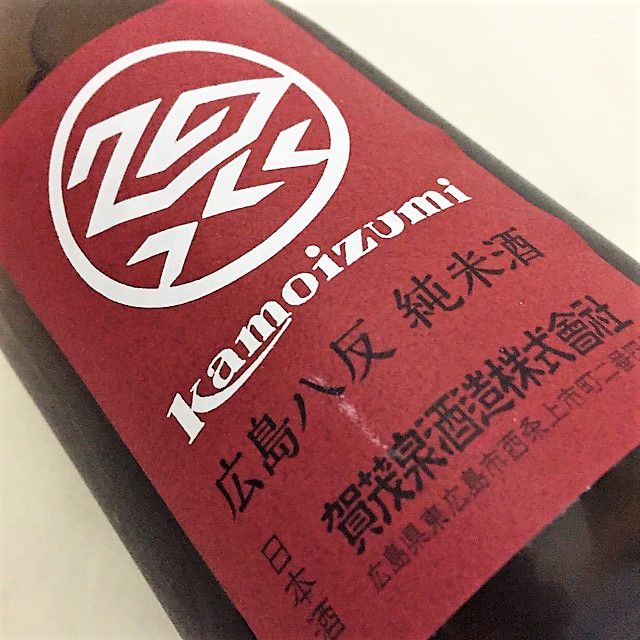 Kamoizumi
広島八反 純米酒
賀茂泉酒造株式會社
広島県東広島市西条上市町二番
日本酒